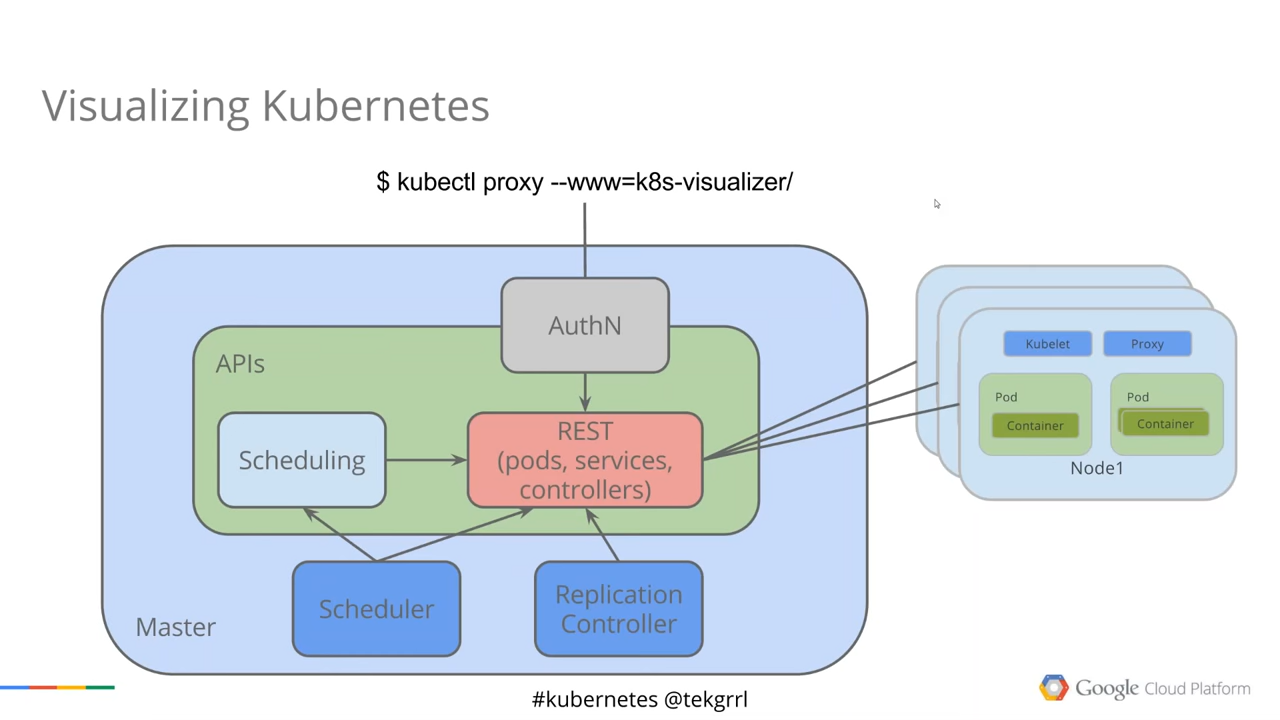 Visualizing Kubernetes
$ kubectl proxy --www=k8s-visualizer/
AuthN
APIs
Scheduling
REST
(pods, services,
controllers)
Scheduler
Replication
Controller
Master
Kubelet
Proxy
Pod
Container
Pod
Container
Node1
#kubernetes @tekgrrl
Google Cloud Platform